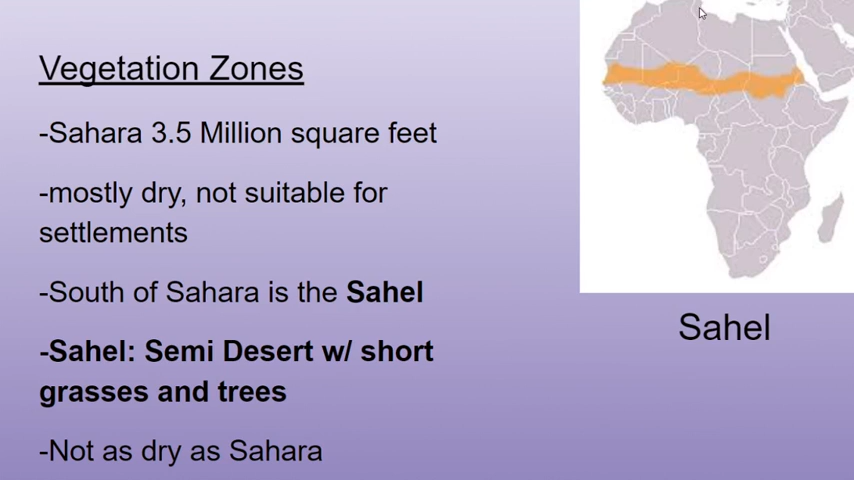 Vegetation Zones
-Sahara 3.5 Million square feet
-mostly dry, not suitable for
settlements
-South of Sahara is the Sahel
-Sahel: Semi Desert w/ short
grasses and trees
-Not as dry as Sahara
Sahel